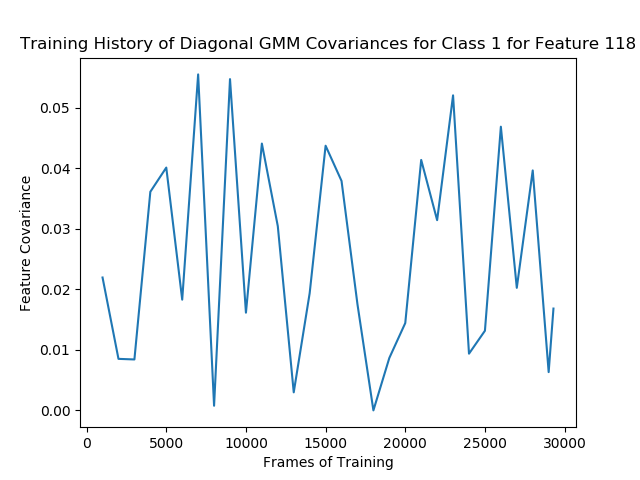 Training History of Diagonal GMM Covariances for Class 1 for Feature 118
0.05
0.04
0.03
0.02
0.01
0.00
Feature Covariance
0 5000 10000 15000 20000 25000 30000
Frames of Training